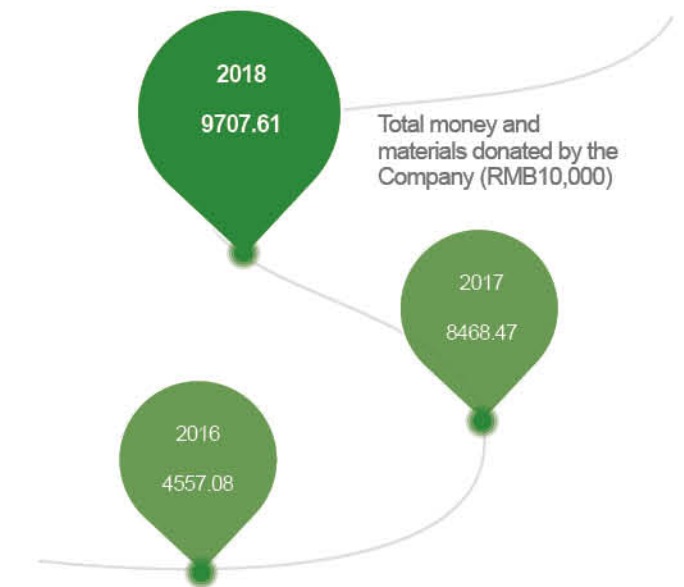 2018
9707.61
Total money and
materials donated by the
Company (RMB10,000)
2017
8468.47
2016
4557.08